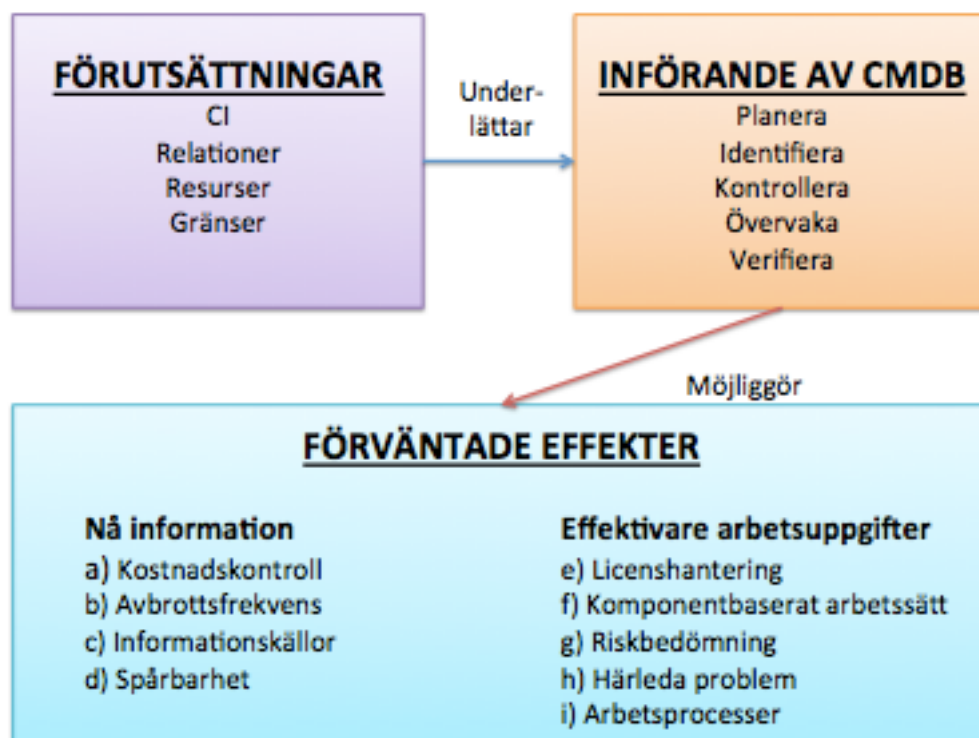 FÖRUTSÄTTNINGAR
CI
Relationer
Resurser
Gränser
Under-
lättar
INFÖRANDE AV CMDB
Planera
Identifiera
Kontrollera
Övervaka
Verifiera
Möjliggör
FÖRVÄNTADE EFFEKTER
Nå information
a) Kostnadskontroll
b) Avbrottsfrekvens
c) Informationskällor
d) Spårbarhet
Effektivare arbetsuppgifter
e) Licenshantering
f) Komponentbaserat arbetssätt
g) Riskbedömning
h) Härleda problem
i) Arbetsprocesser